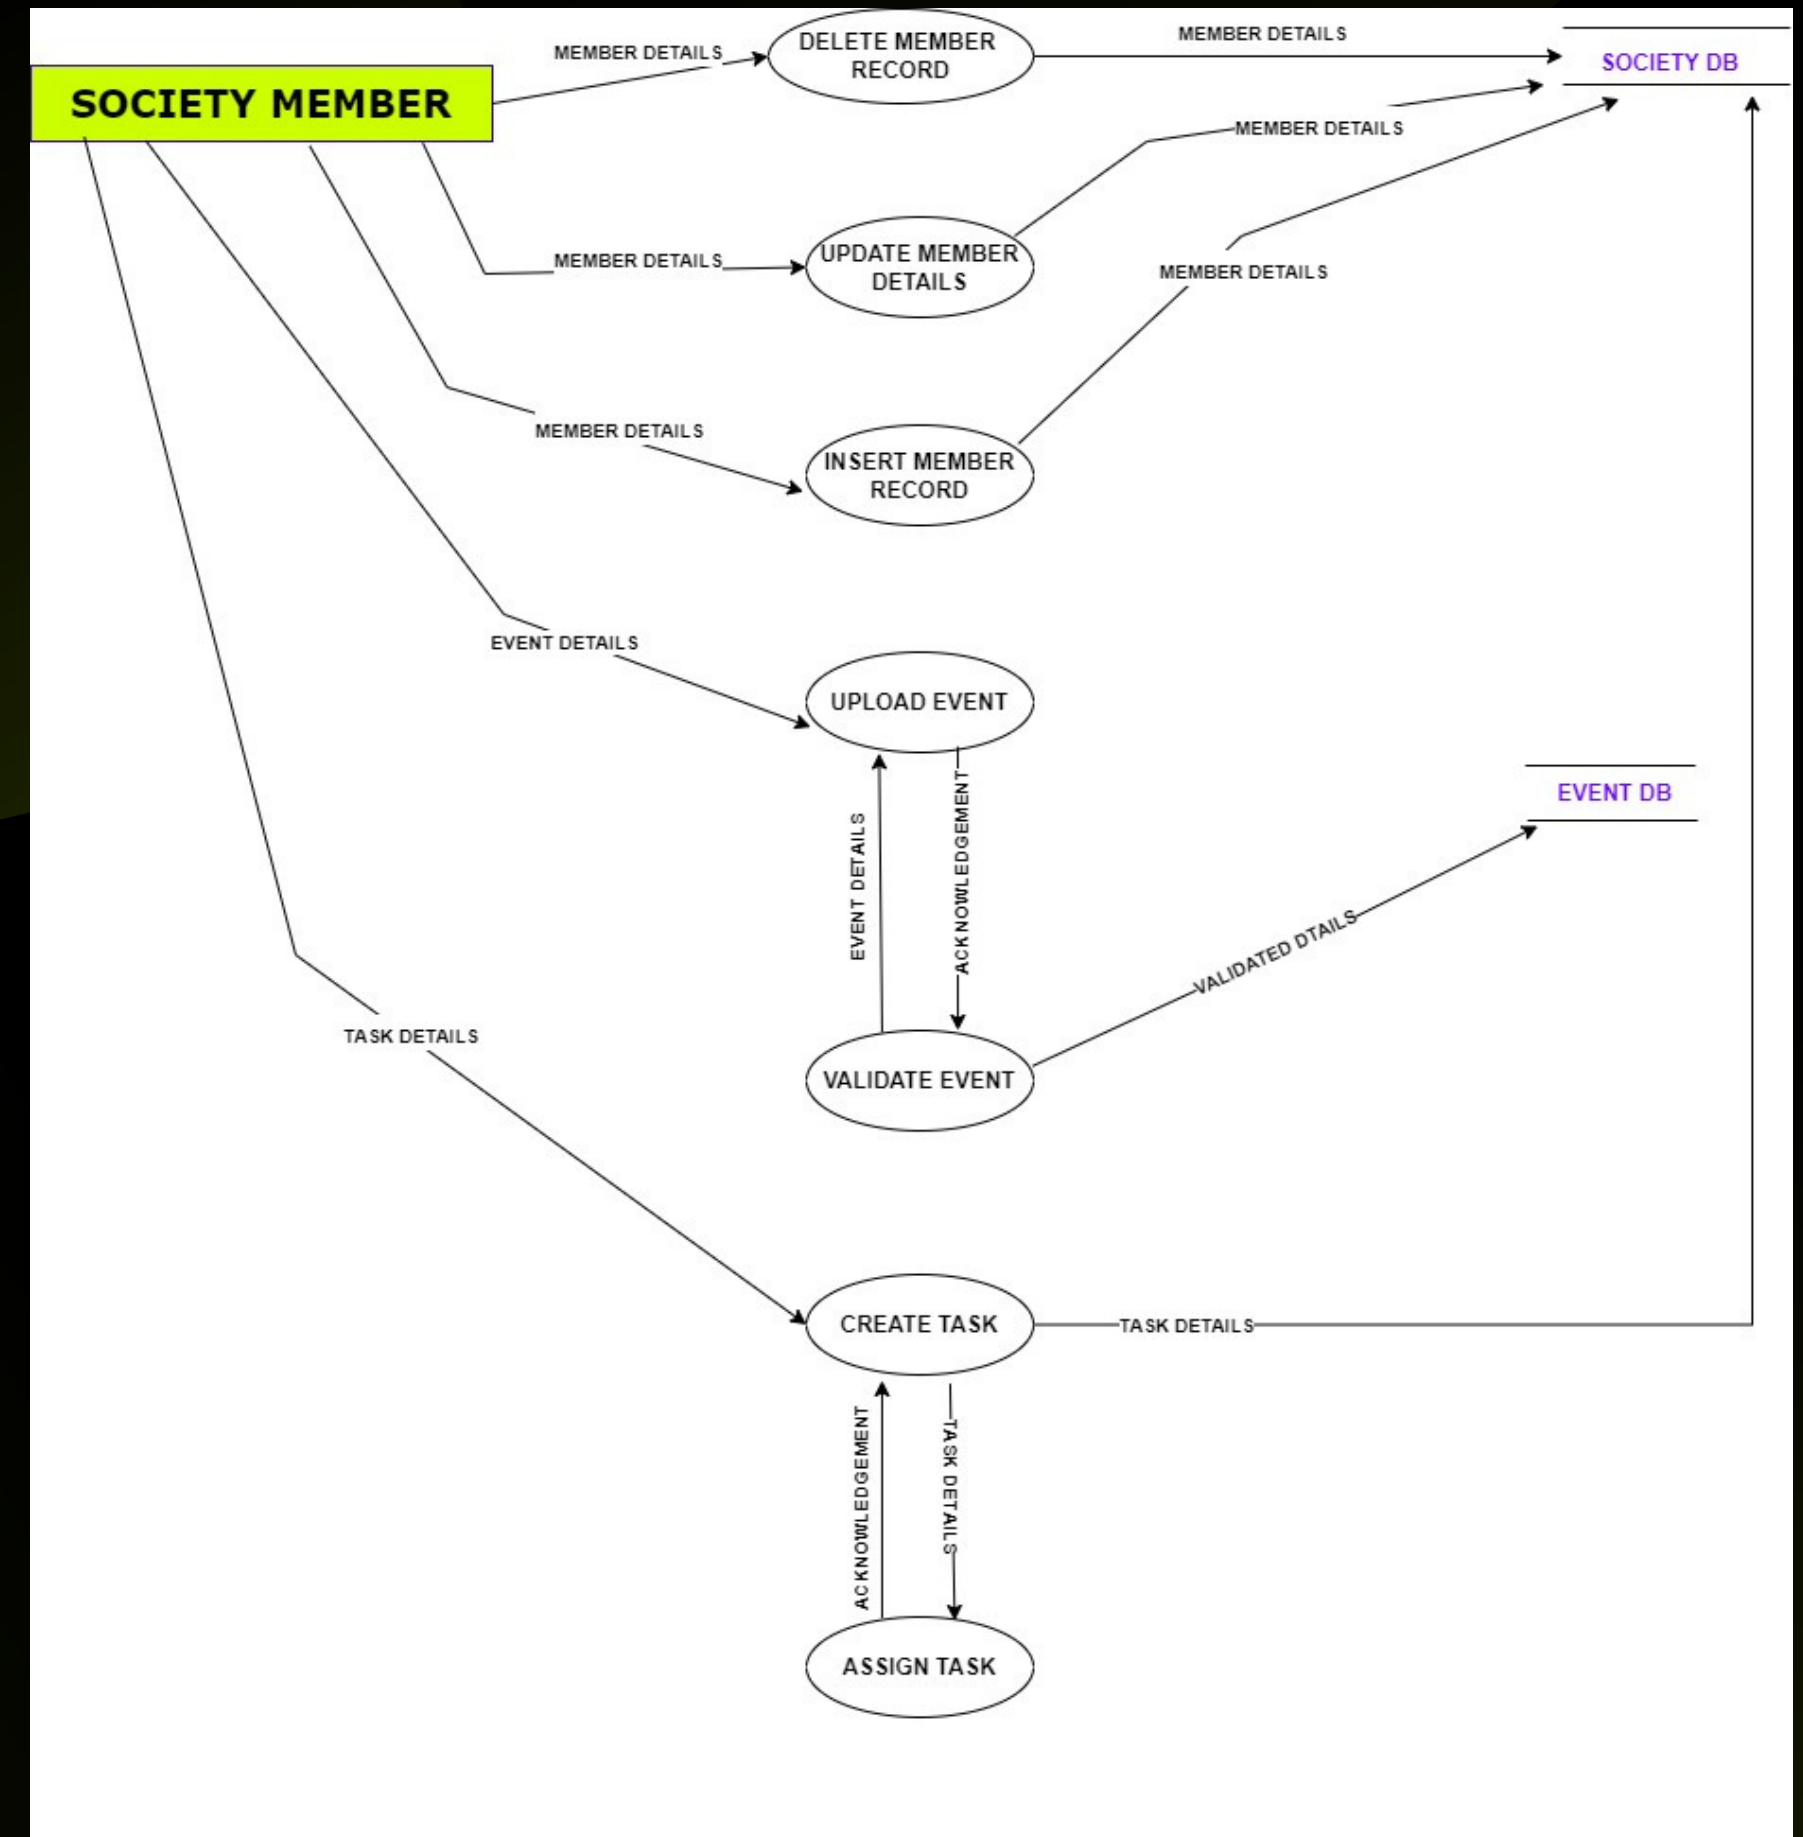 MEMBER DETAILS
DELETE MEMBER
RECORD
MEMBER DETAILS
SOCIETY DB
SOCIETY MEMBER
MEMBER DETAILS
MEMBER DETAILS
UPDATE MEMBER
DETAILS
MEMBER DETAILS
MEMBER DETAILS
INSERT MEMBER
RECORD
EVENT DETAILS
UPLOAD EVENT
EVENT DETAILS
ACKNOWLEDGEMENT
EVENT DB
VALIDATED DTAILS
TASK DETAILS
VALIDATE EVENT
CREATE TASK
TASK DETAILS
ACKNOWLEDGEMENT
TASK DETAILS
ASSIGN TASK